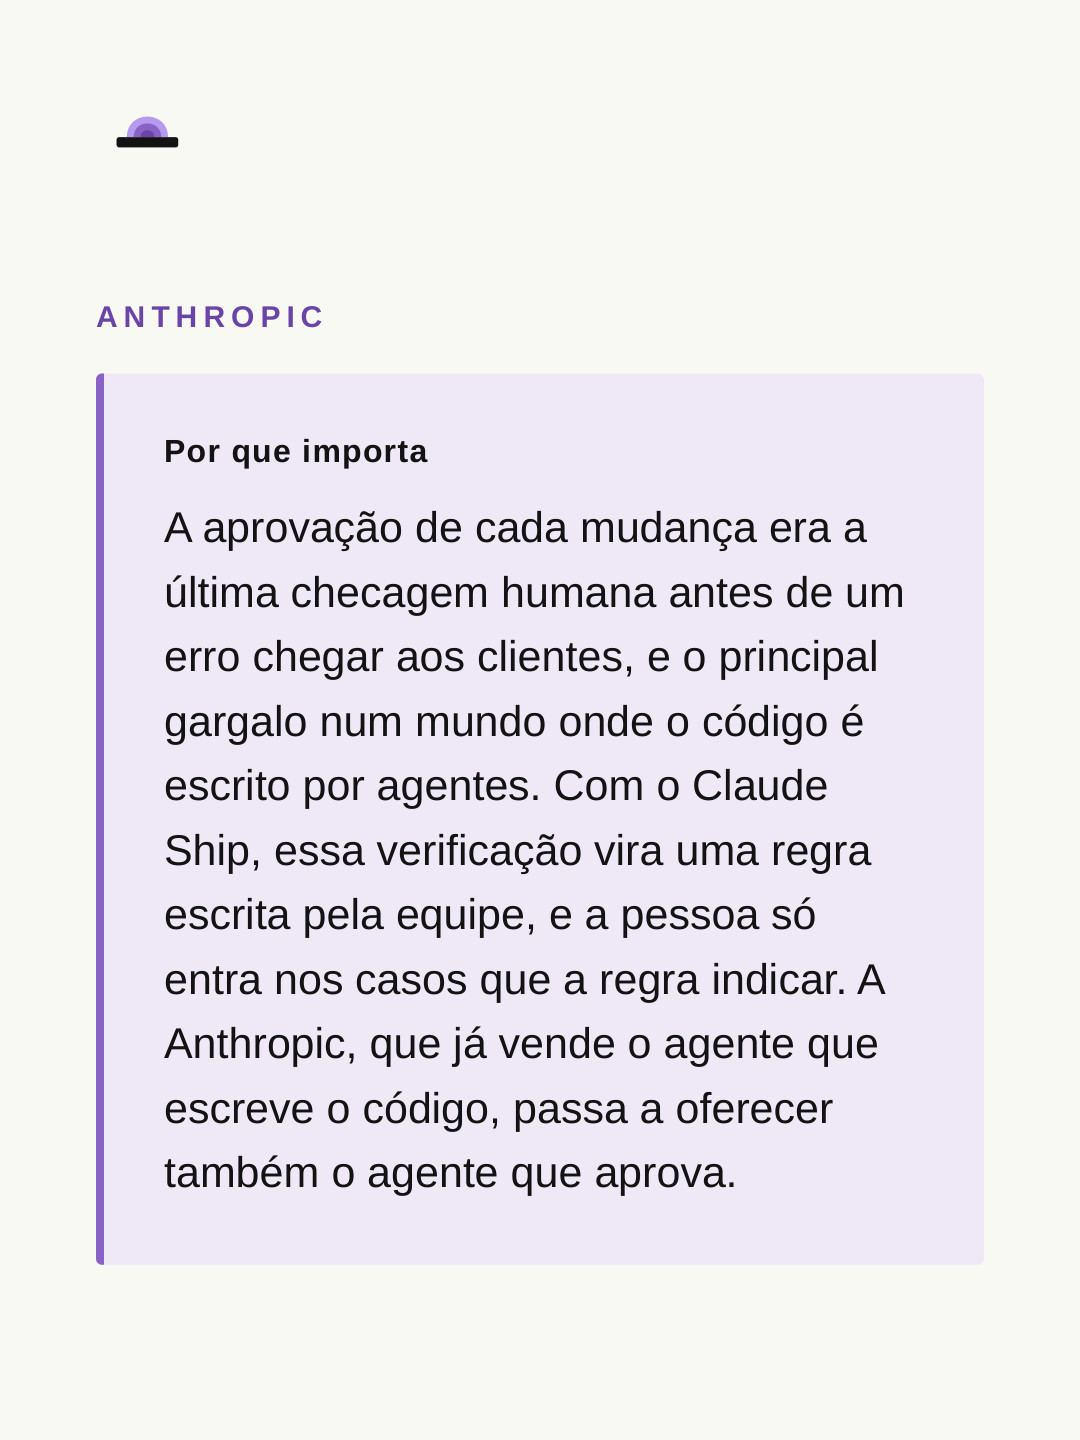 ANTHROPIC
Por que importa
A aprovação de cada mudança era a
última checagem humana antes de um
erro chegar aos clientes, e o principal
gargalo num mundo onde o código é
escrito por agentes. Com o Claude
Ship, essa verificação vira uma regra
escrita pela equipe, e a pessoa só
entra nos casos que a regra indicar. A
Anthropic, que já vende o agente que
escreve o código, passa a oferecer
também o agente que aprova.